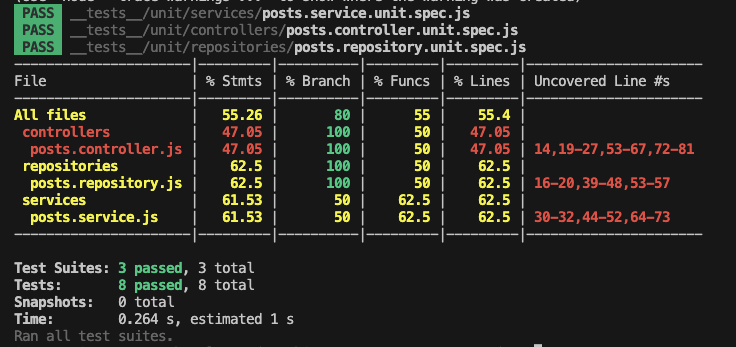 PASS __tests__/unit/services/posts.service.unit.spec.js
PASS __tests__/unit/controllers/posts.controller.unit.spec.js
PASS __tests__/unit/repositories/posts.repository.unit.spec.js
File | % Stmts | % Branch | % Funcs | % Lines | Uncovered Line #s
All files | 55.26 | 80 | 55 | 55.4 |
controllers | 47.05 | 100 | 50 | 47.05 |
posts.controller.js | 47.05 | 100 | 50 | 47.05 | 14,19-27,53-67,72-81
repositories | 62.5 | 100 | 50 | 62.5 |
posts.repository.js | 62.5 | 100 | 50 | 62.5 | 16-20,39-48,53-57
services | 61.53 | 50 | 62.5 | 62.5 |
posts.service.js | 61.53 | 50 | 62.5 | 62.5 | 30-32,44-52,64-73
Test Suites: 3 passed, 3 total
Tests: 8 passed, 8 total
Snapshots: 0 total
Time: 0.264 s, estimated 1 s
Ran all test suites.